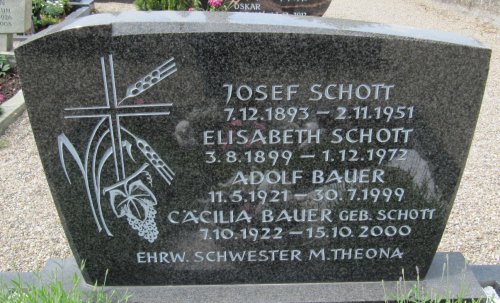 OSKAR
JOSEF SCHOTT
7.12.1893 – 2.11.1951
ELISABETH SCHOTT
3.8.1899 – 1.12.1972
ADOLF BAUER
11.5.1921 – 30.7.1999
CÄCILIA BAUER GEB. SCHOTT
7.10.1922 – 15.10.2000
EHRW. SCHWESTER M. THEONA